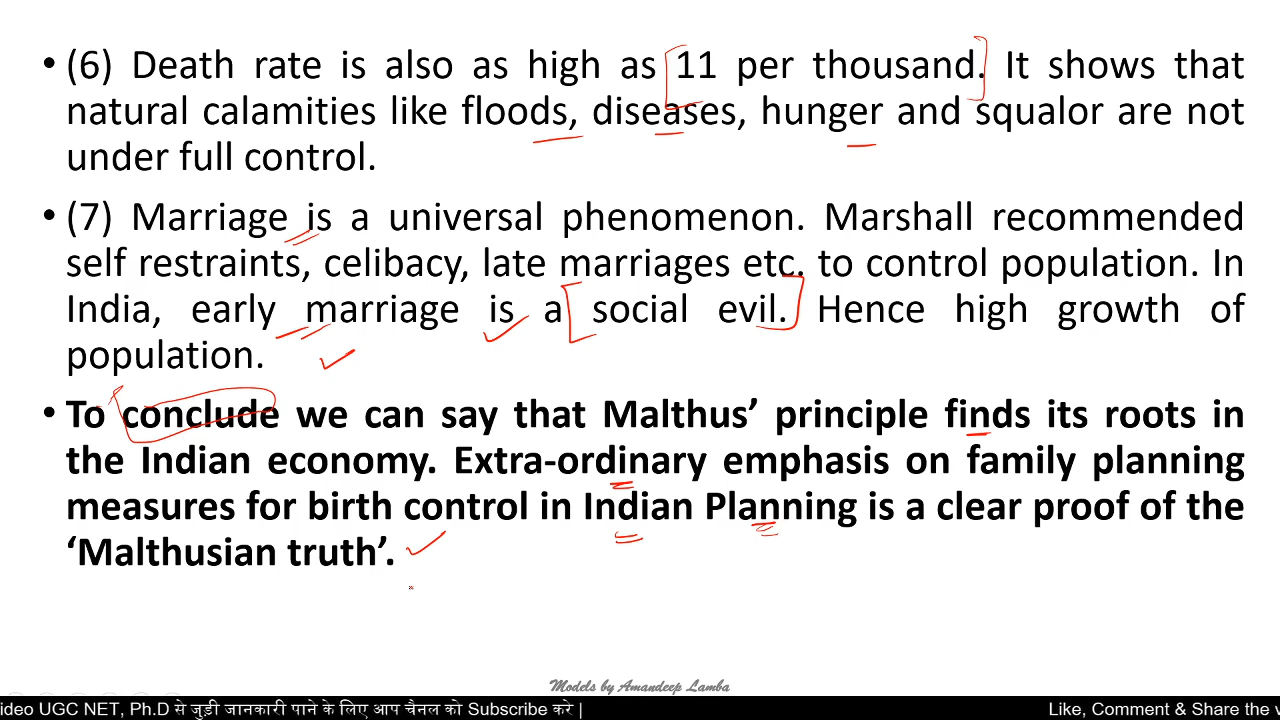 • (6) Death rate is also as high as 11 per thousand. It shows that
natural calamities like floods, diseases, hunger and squalor are not
under full control.
• (7) Marriage is a universal phenomenon. Marshall recommended
self restraints, celibacy, late marriages etc. to control population. In
India, early marriage is a social evil. Hence high growth of
population.
• To conclude we can say that Malthus’ principle finds its roots in
the Indian economy. Extra-ordinary emphasis on family planning
measures for birth control in Indian Planning is a clear proof of the
‘Malthusian truth’.
Models by Amandeep Lamba
ideo UGC NET, Ph.D से जुड़ी जानकारी पाने के लिए आप चैनल को Subscribe करे | Like, Comment & Share the v